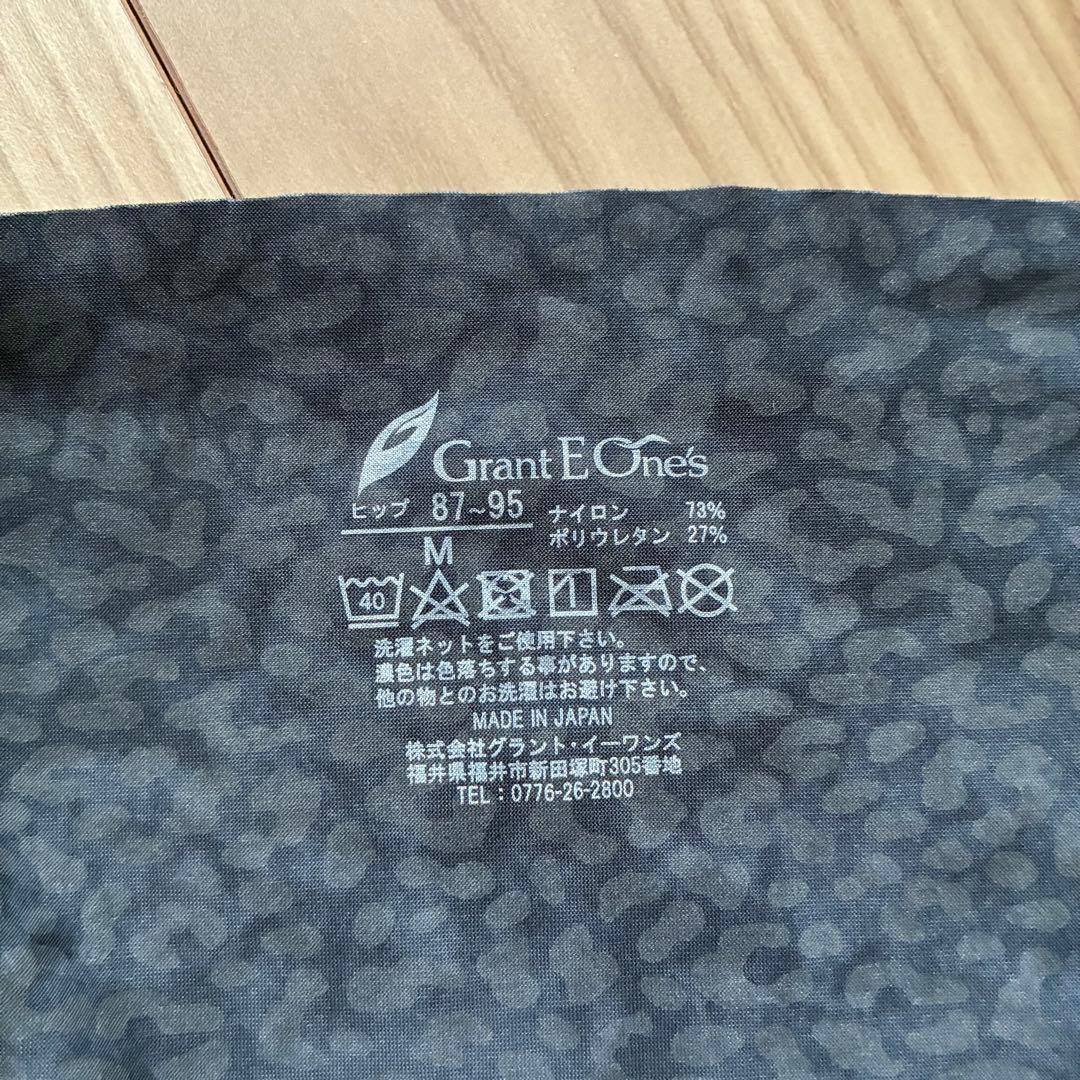 Grant E One's
ヒップ 87~95
M
ナイロン 73%
ポリウレタン 27%
40
洗濯ネットをご使用下さい。
濃色は色落ちする事がありますので、
他の物とのお洗濯はお避け下さい。
MADE IN JAPAN
株式会社グラント・イーワンズ
福井県福井市新田塚町305番地
TEL：0776-26-2800